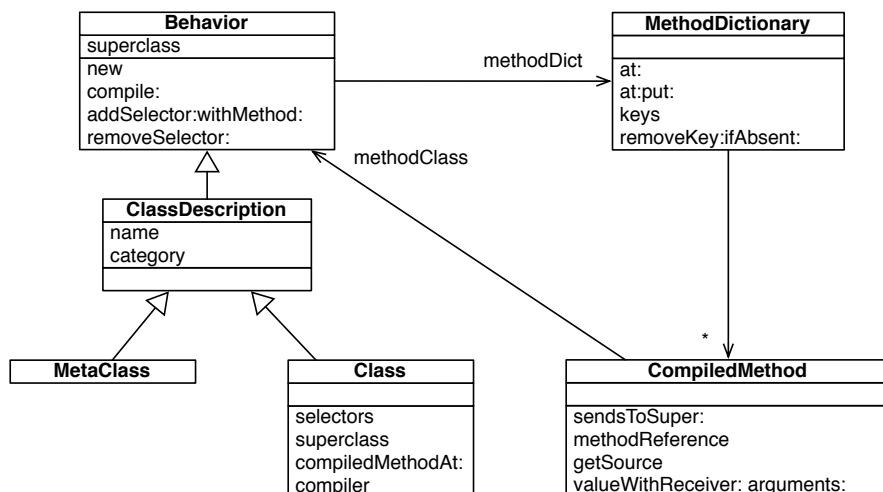 Behavior
superclass
new
compile:
addSelector:withMethod:
removeSelector:
methodDict
MethodDictionary
at:
at:put:
keys
removeKey:ifAbsent:
methodClass
ClassDescription
name
category
*
MetaClass
Class
selectors
superclass
compiledMethodAt:
compiler
CompiledMethod
sendsToSuper:
methodReference
getSource
valueWithReceiver: arguments: